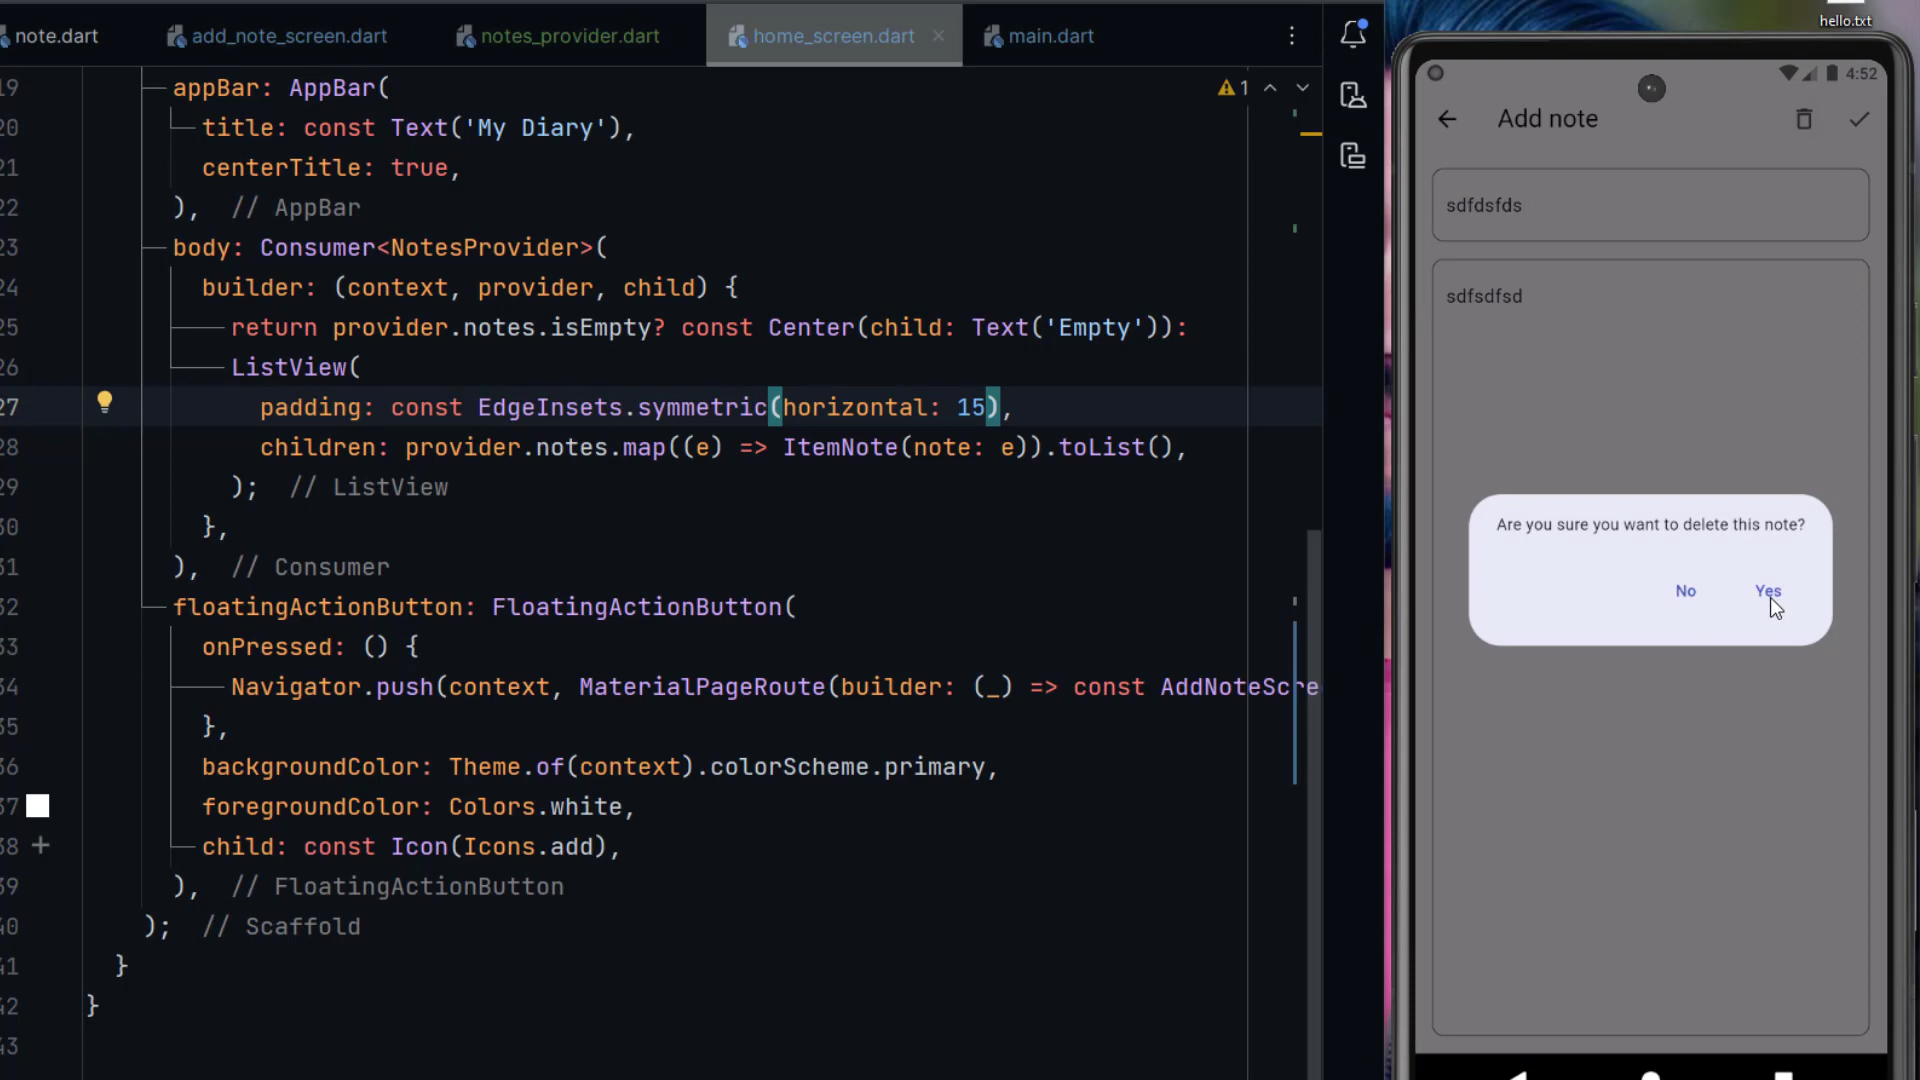 note.dart
add_note_screen.dart
notes_provider.dart
home_screen.dart
main.dart
1
19 appBar: AppBar(
20 title: const Text('My Diary'),
21 centerTitle: true,
22 ), // AppBar
23 body: Consumer<NotesProvider>(
24 builder: (context, provider, child) {
25 return provider.notes.isEmpty? const Center(child: Text('Empty')):
26 ListView(
27 padding: const EdgeInsets.symmetric(horizontal: 15),
28 children: provider.notes.map((e) => ItemNote(note: e)).toList(),
29 ); // ListView
30 },
31 ), // Consumer
32 floatingActionButton: FloatingActionButton(
33 onPressed: () {
34 Navigator.push(context, MaterialPageRoute(builder: (_) => const AddNoteScre
35 },
36 backgroundColor: Theme.of(context).colorScheme.primary,
37 foregroundColor: Colors.white,
38 child: const Icon(Icons.add),
39 ), // FloatingActionButton
40 ); // Scaffold
41 }
42 }
43
hello.txt
4:52
Add note
sdfdsfds
sdfsdfsd
Are you sure you want to delete this note?
No
Yes